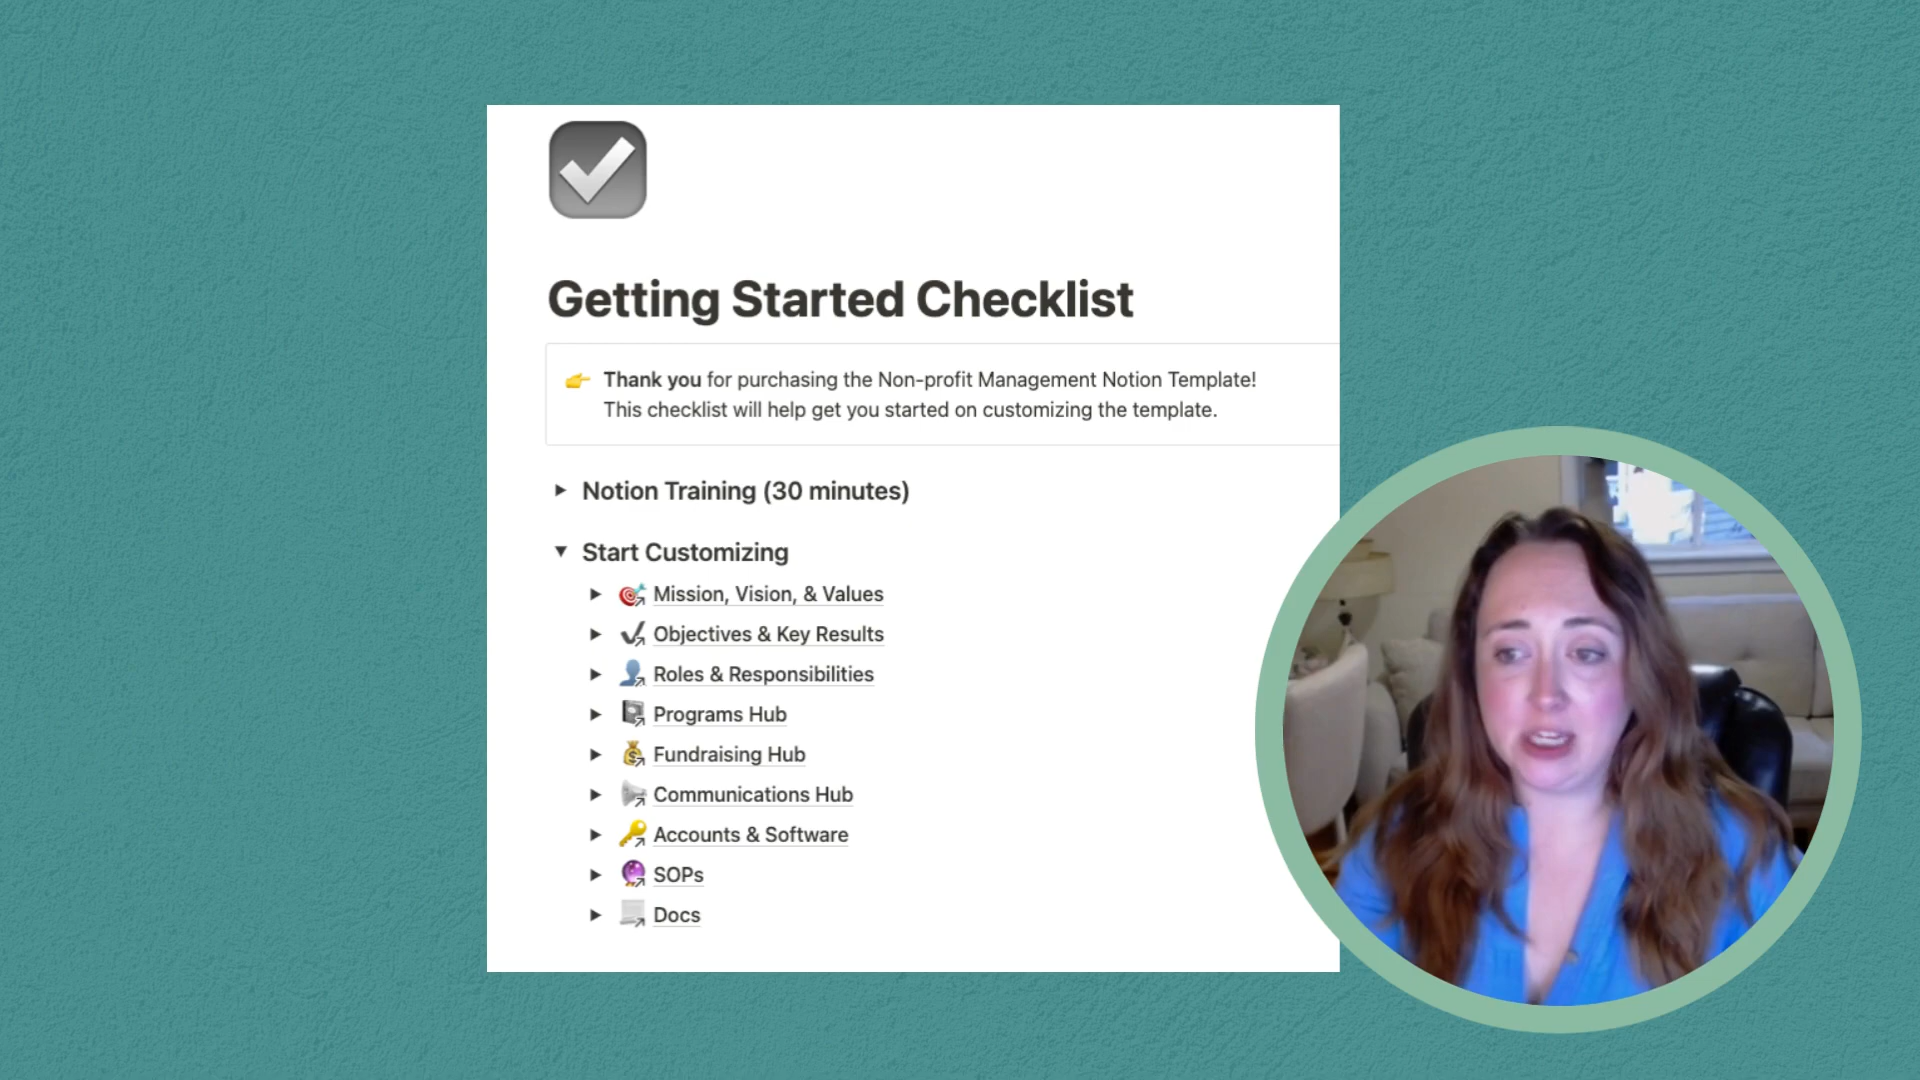 Getting Started Checklist
Thank you for purchasing the Non-profit Management Notion Template!
This checklist will help get you started on customizing the template.
Notion Training (30 minutes)
Start Customizing
Mission, Vision, & Values
Objectives & Key Results
Roles & Responsibilities
Programs Hub
Fundraising Hub
Communications Hub
Accounts & Software
SOPs
Docs